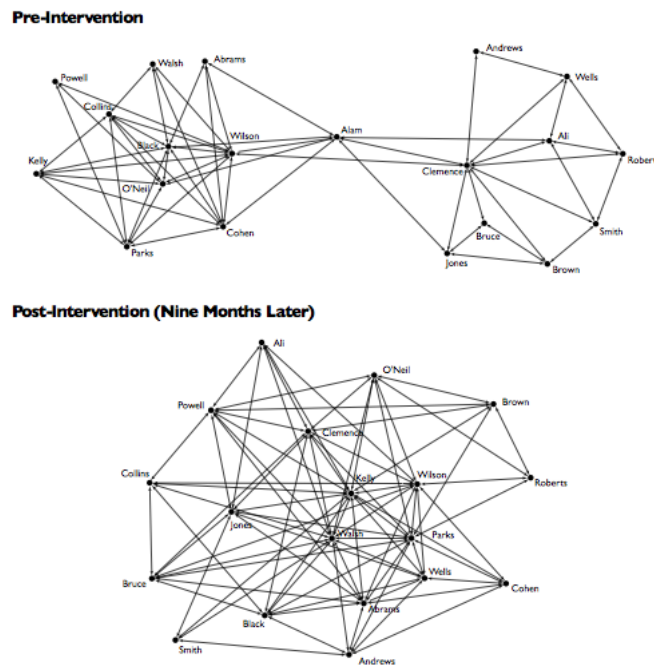 Pre-Intervention
Andrews
Walsh
Abrams
Powell
Wells
Collins
Alam
Wilson
Black
Ali
Robert
Kelly
Clemence
O'Neil
Cohen
Bruce
Smith
Parks
Jones
Brown
Post-Intervention (Nine Months Later)
Ali
O'Neil
Powell
Brown
Clemence
Collins
Kelly
Wilson
Roberts
Jones
Walsh
Parks
Wells
Bruce
Cohen
Abrams
Black
Smith
Andrews